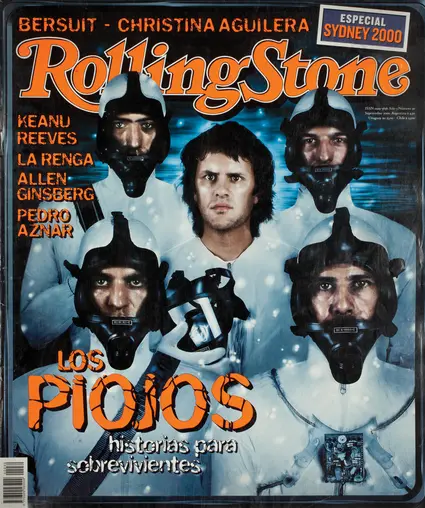 BERSUIT - CHRISTINA AGUILERA
ESPECIAL
SYDNEY 2000
RollingStone
KEANU
REEVES
LA RENGA
ALLEN
GINSBERG
PEDRO
AZNAR
LOS
PIOJOS
historias para
sobrevivientes